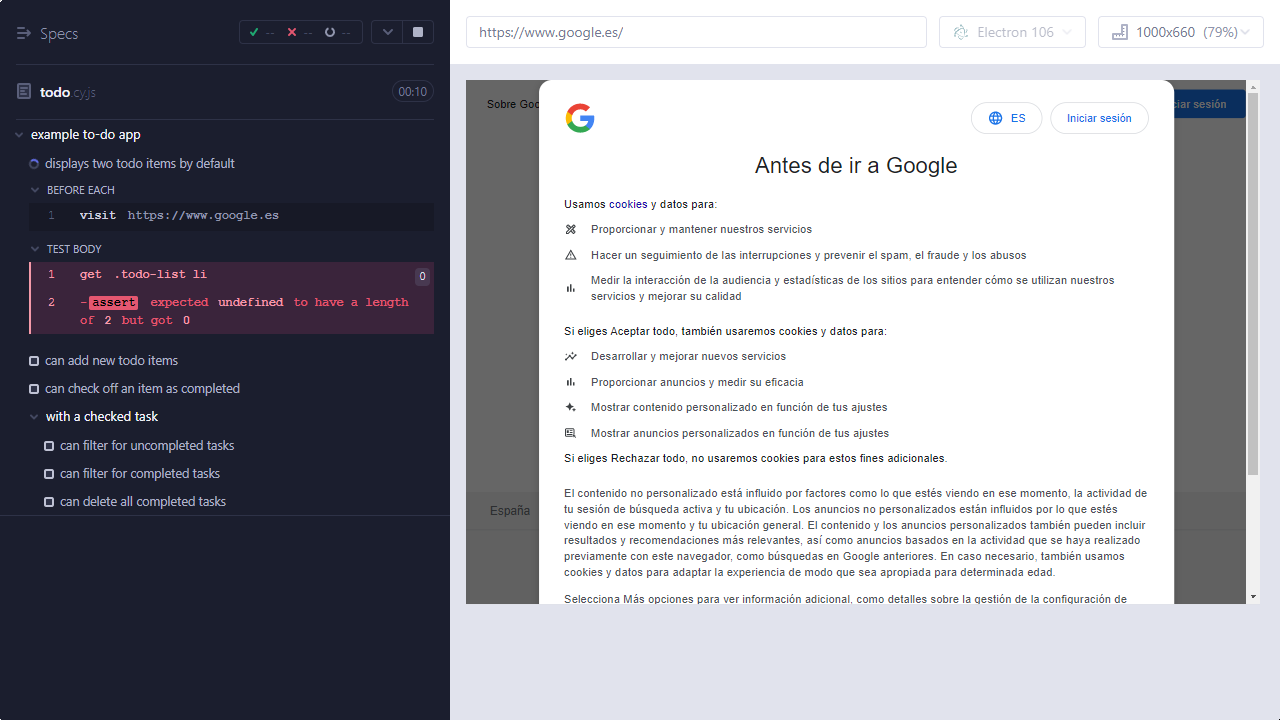 Specs
-- -- --
todo.cy.js
00:10
example to-do app
displays two todo items by default
BEFORE EACH
1 visit https://www.google.es
TEST BODY
1 get .todo-list li 0
2 -assert expected undefined to have a length
of 2 but got 0
can add new todo items
can check off an item as completed
with a checked task
can filter for uncompleted tasks
can filter for completed tasks
can delete all completed tasks
https://www.google.es/
Electron 106
1000x660 (79%)
Sobre Goo
ciar sesión
ES
Iniciar sesión
Antes de ir a Google
Usamos cookies y datos para:
Proporcionar y mantener nuestros servicios
Hacer un seguimiento de las interrupciones y prevenir el spam, el fraude y los abusos
Medir la interacción de la audiencia y estadísticas de los sitios para entender cómo se utilizan nuestros
servicios y mejorar su calidad
Si eliges Aceptar todo, también usaremos cookies y datos para:
Desarrollar y mejorar nuevos servicios
Proporcionar anuncios y medir su eficacia
Mostrar contenido personalizado en función de tus ajustes
Mostrar anuncios personalizados en función de tus ajustes
Si eliges Rechazar todo, no usaremos cookies para estos fines adicionales.
El contenido no personalizado está influido por factores como lo que estés viendo en ese momento, la actividad de
tu sesión de búsqueda activa y tu ubicación. Los anuncios no personalizados están influidos por lo que estés
viendo en ese momento y tu ubicación general. El contenido y los anuncios personalizados también pueden incluir
resultados y recomendaciones más relevantes, así como anuncios basados en la actividad que se haya realizado
previamente con este navegador, como búsquedas en Google anteriores. En caso necesario, también usamos
cookies y datos para adaptar la experiencia de modo que sea apropiada para determinada edad.
Selecciona Más opciones para ver información adicional, como detalles sobre la gestión de la configuración de
España